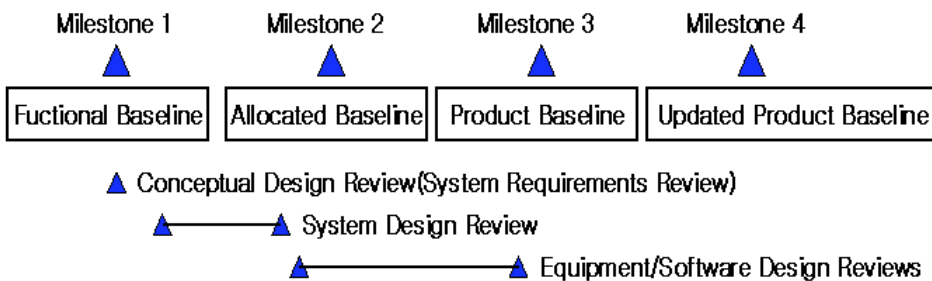 Milestone 1 Milestone 2 Milestone 3 Milestone 4
Fuctional Baseline Allocated Baseline Product Baseline Updated Product Baseline
Conceptual Design Review(System Requirements Review)
System Design Review
Equipment/Software Design Reviews